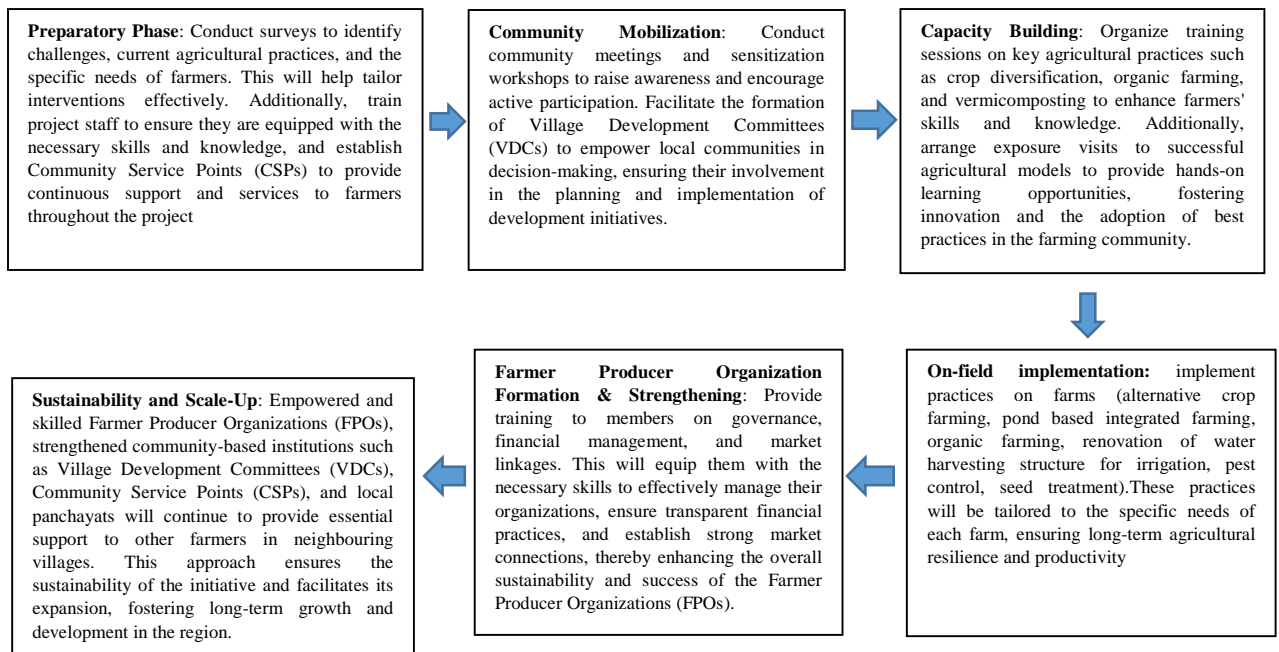 Preparatory Phase: Conduct surveys to identify
challenges, current agricultural practices, and the
specific needs of farmers. This will help tailor
interventions effectively. Additionally, train
project staff to ensure they are equipped with the
necessary skills and knowledge, and establish
Community Service Points (CSPs) to provide
continuous support and services to farmers
throughout the project
Community Mobilization: Conduct
community meetings and sensitization
workshops to raise awareness and encourage
active participation. Facilitate the formation
of Village Development Committees
(VDCs) to empower local communities in
decision-making, ensuring their involvement
in the planning and implementation of
development initiatives.
Capacity Building: Organize training
sessions on key agricultural practices such
as crop diversification, organic farming,
and vermicomposting to enhance farmers'
skills and knowledge. Additionally,
arrange exposure visits to successful
agricultural models to provide hands-on
learning opportunities, fostering
innovation and the adoption of best
practices in the farming community.
On-field implementation: implement
practices on farms (alternative crop
farming, pond based integrated farming,
organic farming, renovation of water
harvesting structure for irrigation, pest
control, seed treatment).These practices
will be tailored to the specific needs of
each farm, ensuring long-term agricultural
resilience and productivity
Farmer Producer Organization
Formation & Strengthening: Provide
training to members on governance,
financial management, and market
linkages. This will equip them with the
necessary skills to effectively manage their
organizations, ensure transparent financial
practices, and establish strong market
connections, thereby enhancing the overall
sustainability and success of the Farmer
Producer Organizations (FPOs).
Sustainability and Scale-Up: Empowered and
skilled Farmer Producer Organizations (FPOs),
strengthened community-based institutions such
as Village Development Committees (VDCs),
Community Service Points (CSPs), and local
panchayats will continue to provide essential
support to other farmers in neighbouring
villages. This approach ensures the
sustainability of the initiative and facilitates its
expansion, fostering long-term growth and
development in the region.